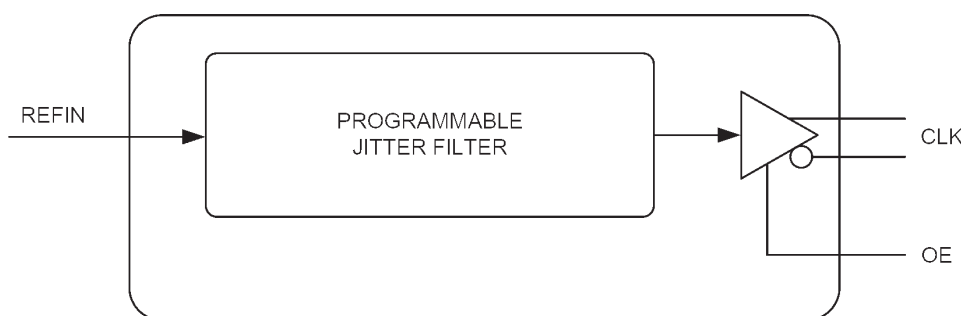 REFIN
PROGRAMMABLE
JITTER FILTER
CLK
OE